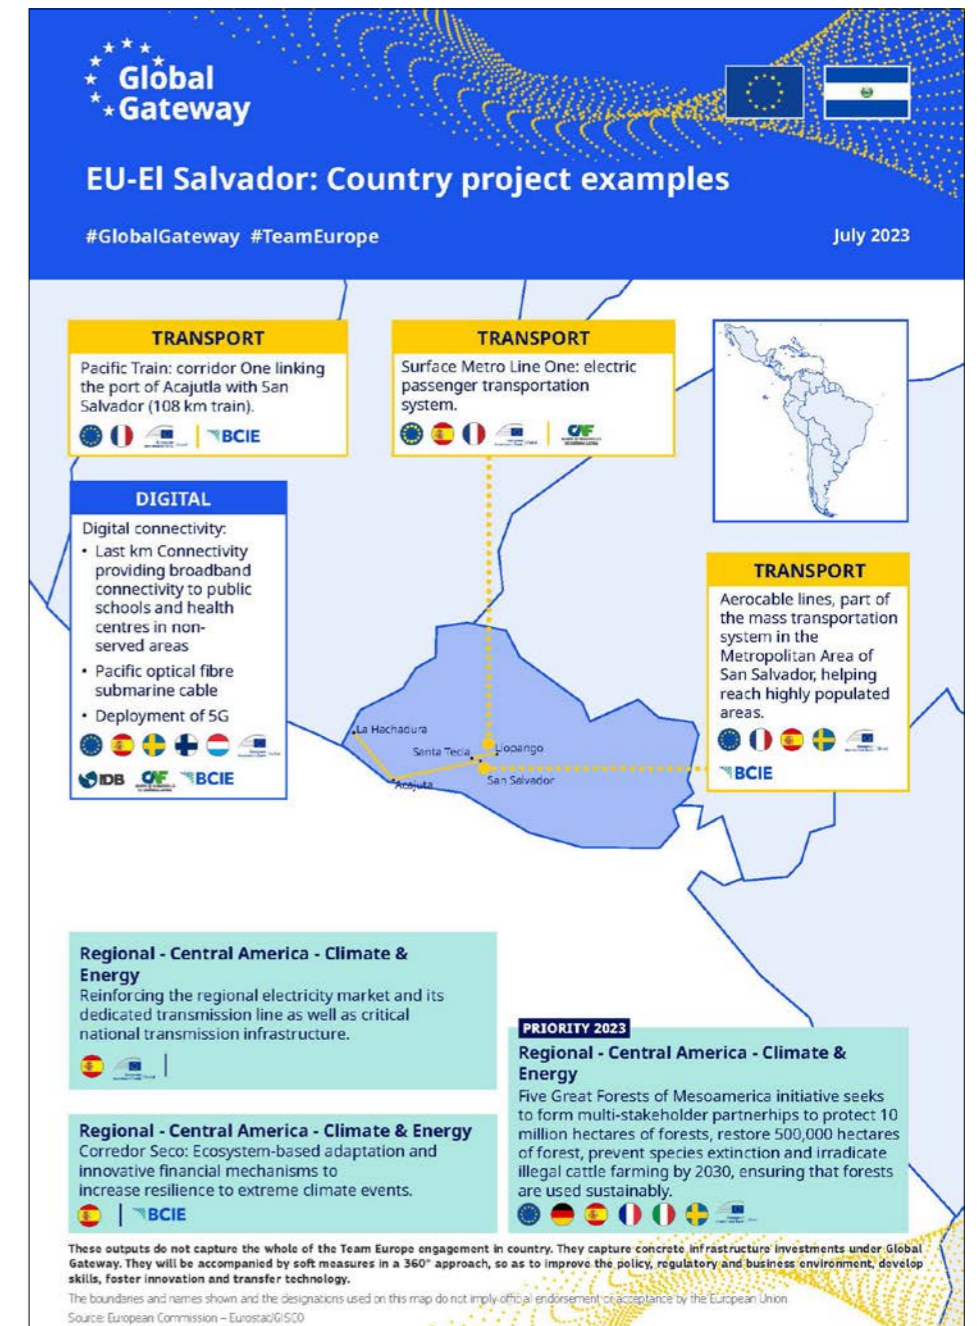 Global
Gateway
EU-El Salvador: Country project examples
#GlobalGateway #TeamEurope
July 2023
TRANSPORT
Pacific Train: corridor One linking
the port of Acajutla with San
Salvador (108 km train).
BCIE
TRANSPORT
Surface Metro Line One: electric
passenger transportation
system.
CAF
DIGITAL
Digital connectivity:
• Last km Connectivity
providing broadband
connectivity to public
schools and health
centres in non-
served areas
• Pacific optical fibre
submarine cable
• Deployment of 5G
IDB
CAF
BCIE
TRANSPORT
Aerocable lines, part of
the mass transportation
system in the
Metropolitan Area of
San Salvador, helping
reach highly populated
areas.
BCIE
La Hachadura
Santa Tecla
Llopango
San Salvador
Acajuta
Regional - Central America - Climate &
Energy
Reinforcing the regional electricity market and its
dedicated transmission line as well as critical
national transmission infrastructure.
Regional - Central America - Climate & Energy
Corredor Seco: Ecosystem-based adaptation and
innovative financial mechanisms to
increase resilience to extreme climate events.
BCIE
PRIORITY 2023
Regional - Central America - Climate &
Energy
Five Great Forests of Mesoamerica initiative seeks
to form multi-stakeholder partnerhips to protect 10
million hectares of forests, restore 500,000 hectares
of forest, prevent species extinction and irradicate
illegal cattle farming by 2030, ensuring that forests
are used sustainably.
These outputs do not capture the whole of the Team Europe engagement in country. They capture concrete infrastructure investments under Global
Gateway. They will be accompanied by soft measures in a 360° approach, so as to improve the policy, regulatory and business environment, develop
skills, foster innovation and transfer technology.
The boundaries and names shown and the designations used on this map do not imply official endorsement or acceptance by the European Union
Source: European Commission – Eurostat/GISCO